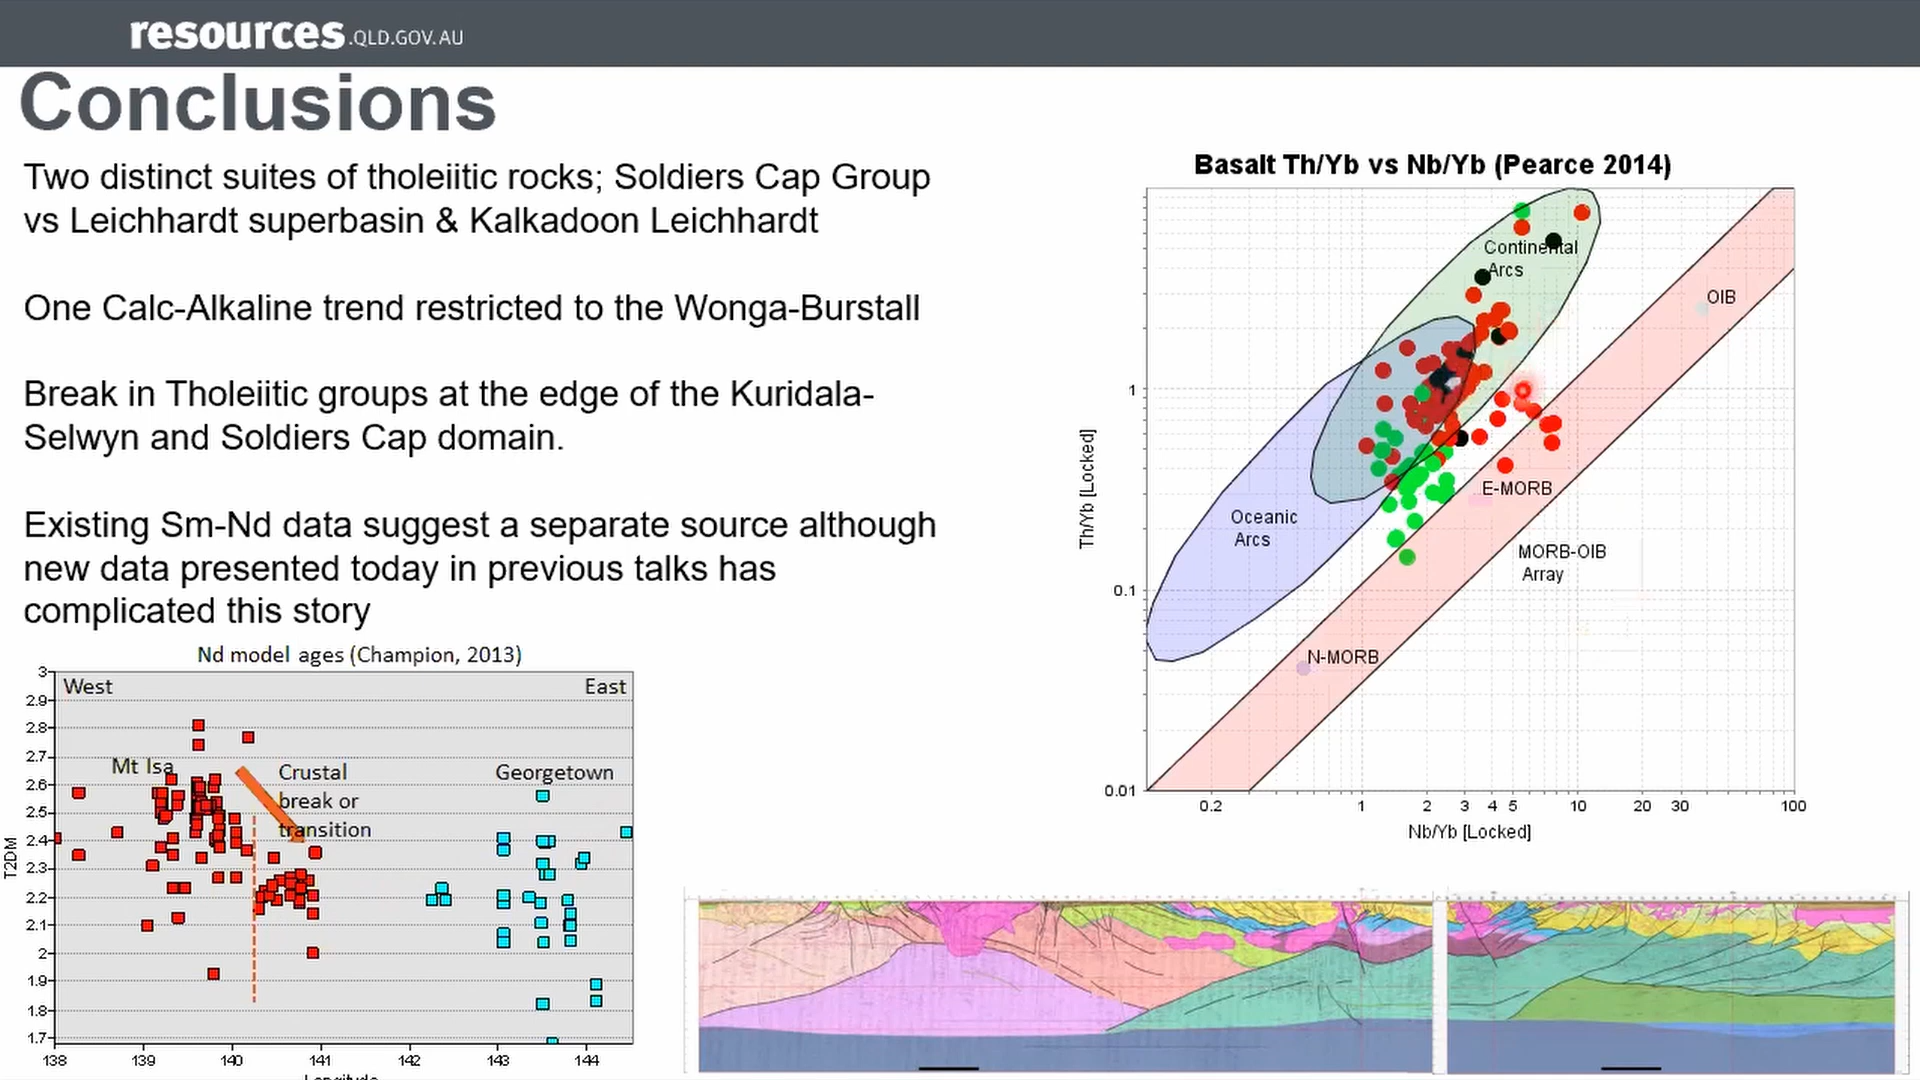 resources.QLD.GOV.AU
Conclusions
Two distinct suites of tholeiitic rocks; Soldiers Cap Group
vs Leichhardt superbasin & Kalkadoon Leichhardt
One Calc-Alkaline trend restricted to the Wonga-Burstall
Break in Tholeiitic groups at the edge of the Kuridala-
Selwyn and Soldiers Cap domain.
Existing Sm-Nd data suggest a separate source although
new data presented today in previous talks has
complicated this story
Nd model ages (Champion, 2013)
3
2.9
2.8
2.7
2.6
2.5
2.4
2.3
2.2
2.1
2
1.9
1.8
1.7
T2DM
West
East
Mt Isa
Crustal
break or
transition
Georgetown
138
139
140
141
142
143
144
Longitude
Basalt Th/Yb vs Nb/Yb (Pearce 2014)
Continental
Arcs
OIB
E-MORB
Oceanic
Arcs
MORB-OIB
Array
N-MORB
1
0.1
0.01
Th/Yb [Locked]
0.2
1
2
3
4
5
10
20
30
100
Nb/Yb [Locked]